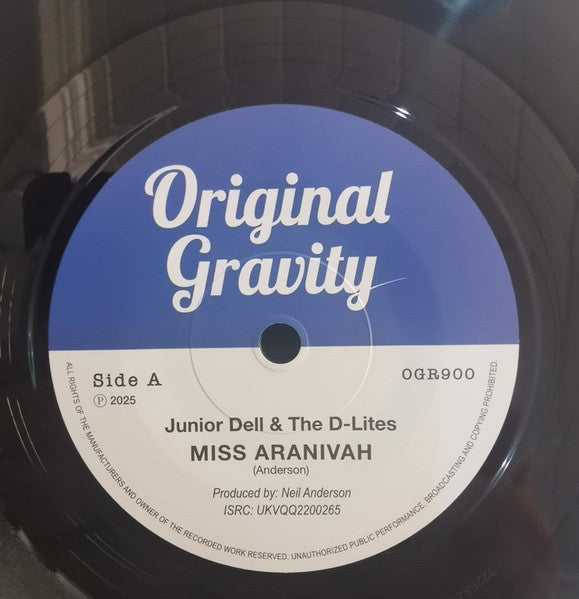 Original
Gravity
Side A
OGR900
℗ 2025
Junior Dell & The D-Lites
MISS ARANIVAH
(Anderson)
Produced by: Neil Anderson
ISRC: UKVQQ2200265
ALL RIGHTS OF THE MANUFACTURERS AND OWNER OF THE RECORDED WORK RESERVED. UNAUTHORIZED PUBLIC PERFORMANCE, BROADCASTING AND COPYING PROHIBITED